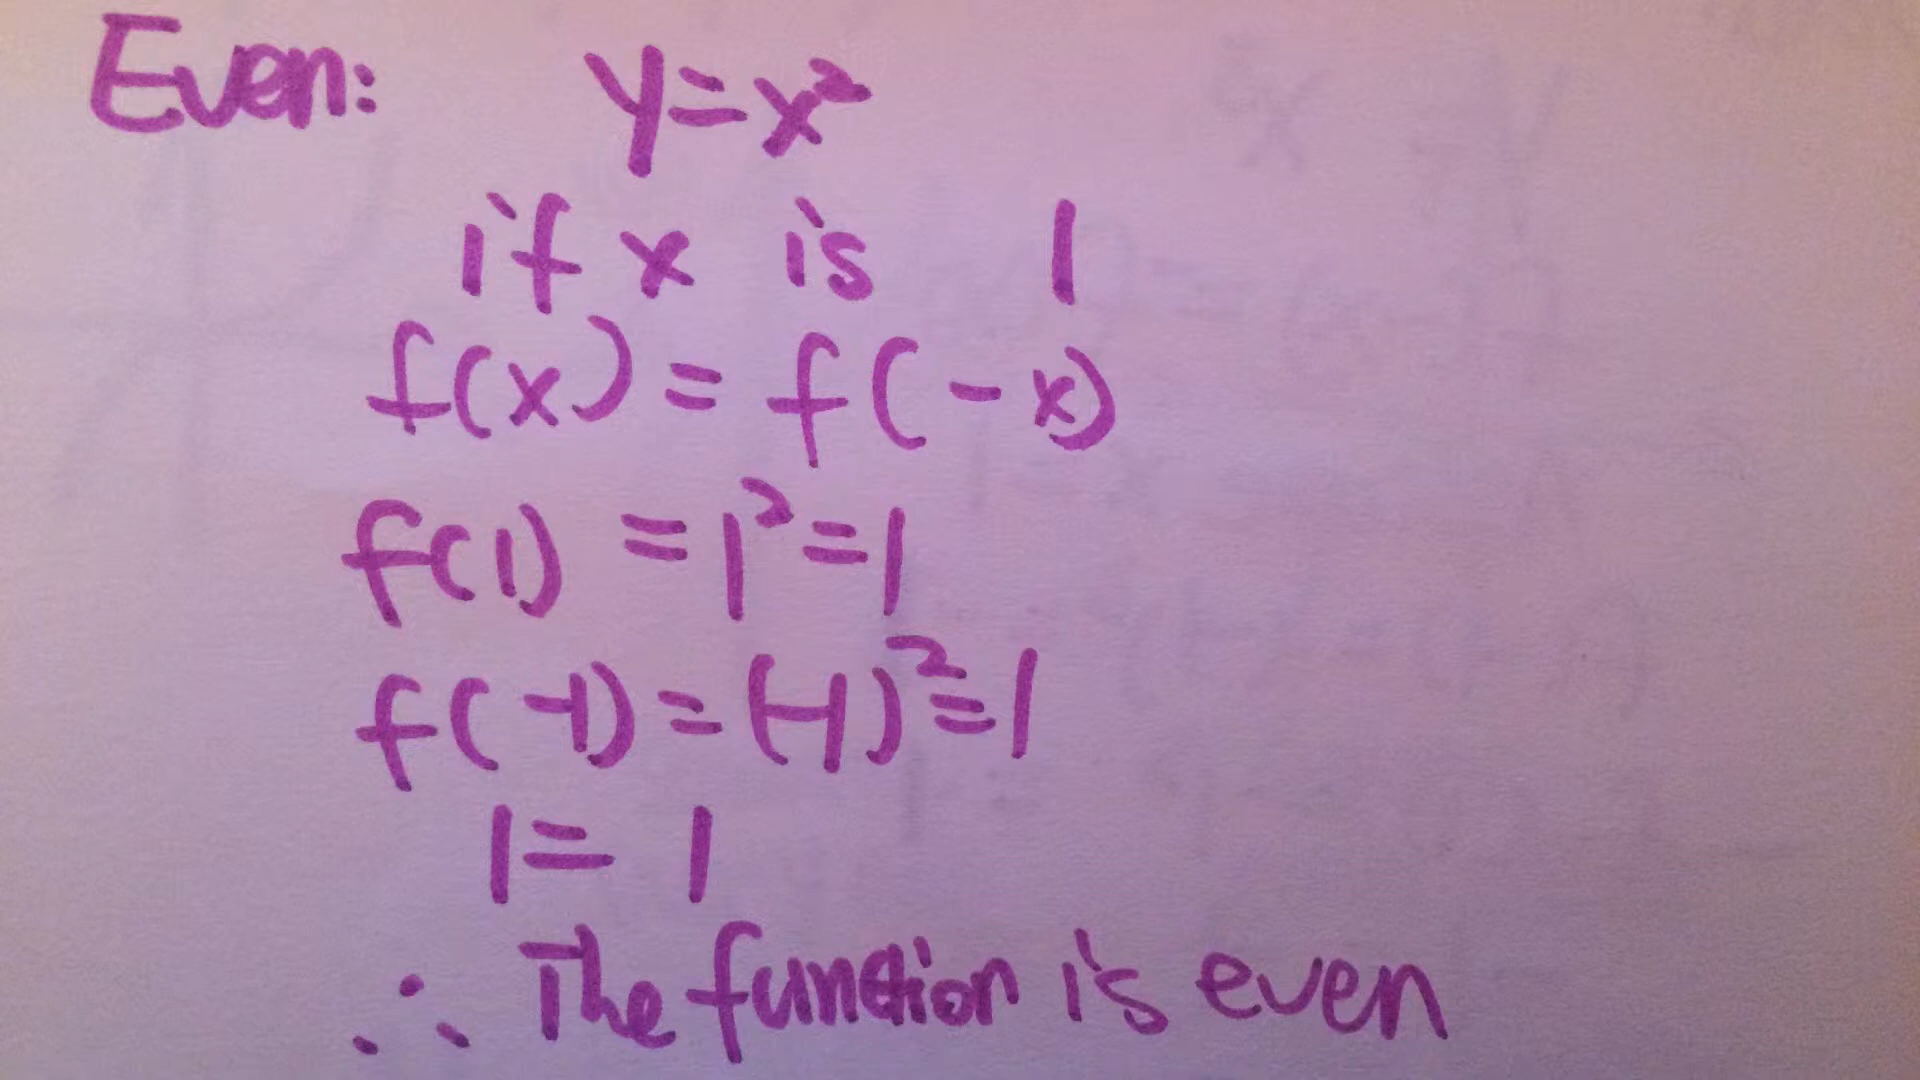 Even: y=x²
if x is 1
f(x) = f(-x)
f(1) = 1² = 1
f(-1) = (-1)² = 1
1 = 1
∴ The function is even